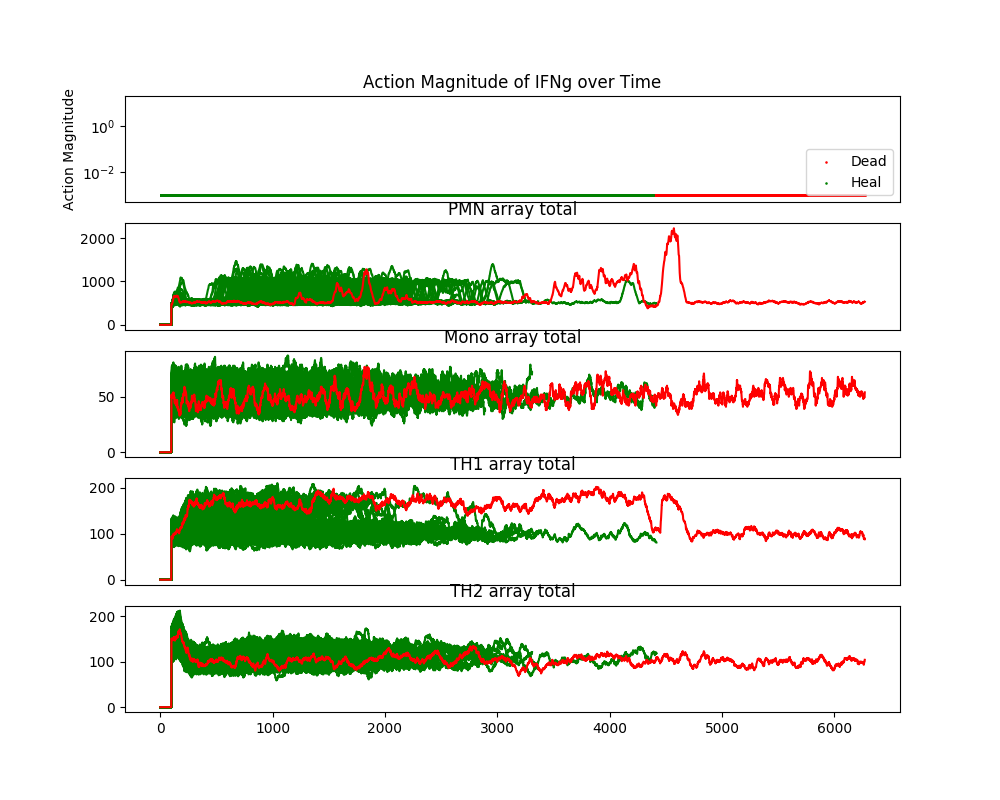 Action Magnitude of IFNg over Time
Action Magnitude
10^0
10^-2
Dead
Heal
PMN array total
2000
1000
0
Mono array total
50
0
TH1 array total
200
100
0
TH2 array total
200
100
0
0 1000 2000 3000 4000 5000 6000